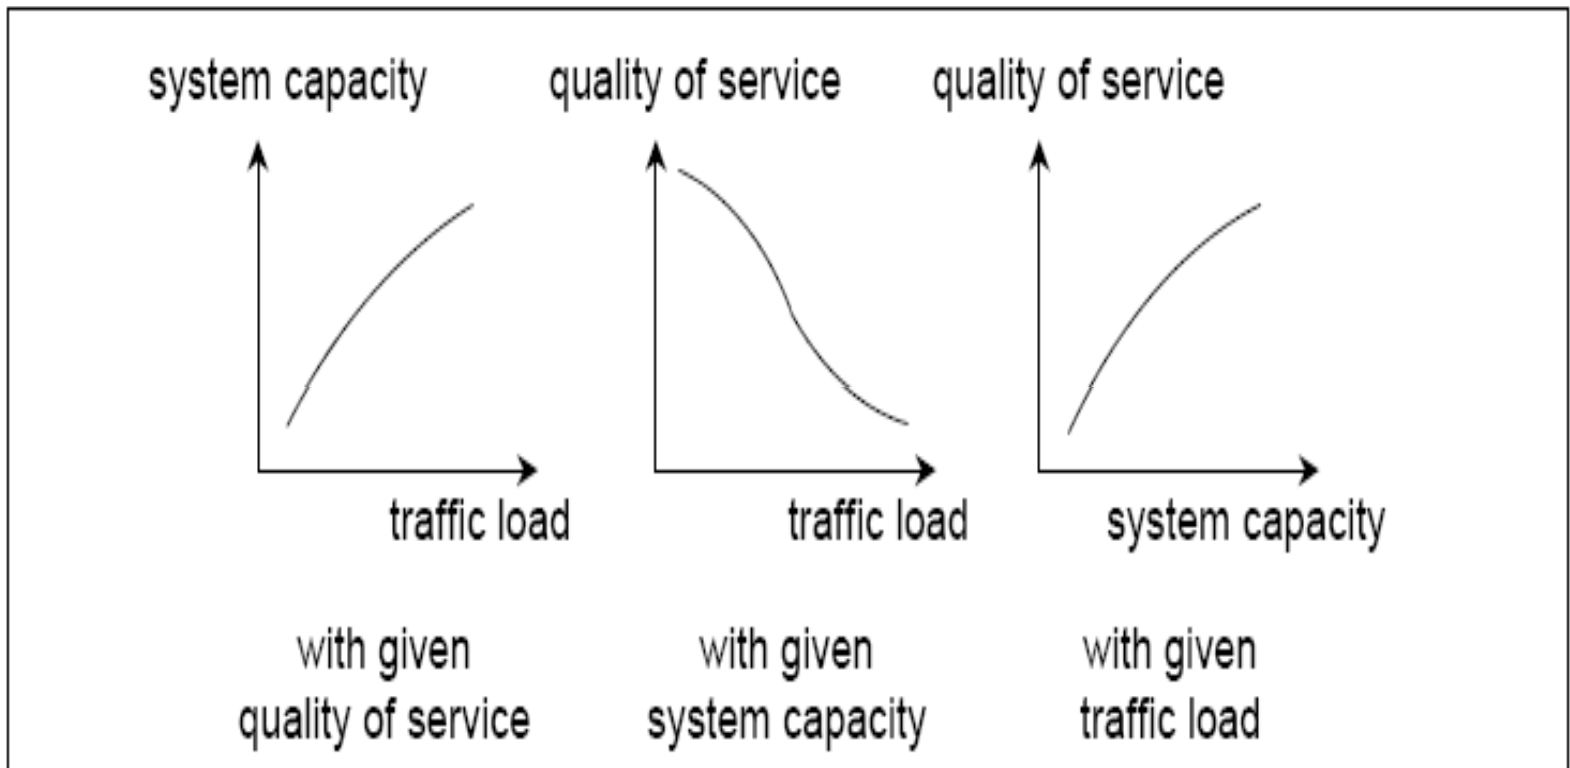 system capacity
quality of service
quality of service
traffic load
traffic load
system capacity
with given
quality of service
with given
system capacity
with given
traffic load